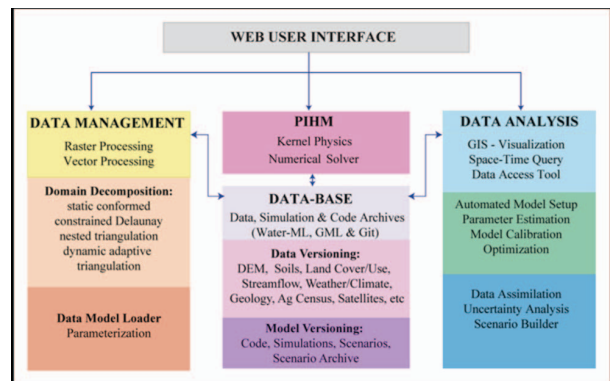 WEB USER INTERFACE
DATA MANAGEMENT
Raster Processing
Vector Processing
Domain Decomposition:
static conformed
constrained Delaunay
nested triangulation
dynamic adaptive
triangulation
Data Model Loader
Parameterization
PIHM
Kernel Physics
Numerical Solver
DATA-BASE
Data, Simulation & Code Archives
(Water-ML, GML & Git)
Data Versioning:
DEM, Soils, Land Cover/Use,
Streamflow, Weather/Climate,
Geology, Ag Census, Satellites, etc
Model Versioning:
Code, Simulations, Scenarios,
Scenario Archive
DATA ANALYSIS
GIS - Visualization
Space-Time Query
Data Access Tool
Automated Model Setup
Parameter Estimation
Model Calibration
Optimization
Data Assimilation
Uncertainty Analysis
Scenario Builder